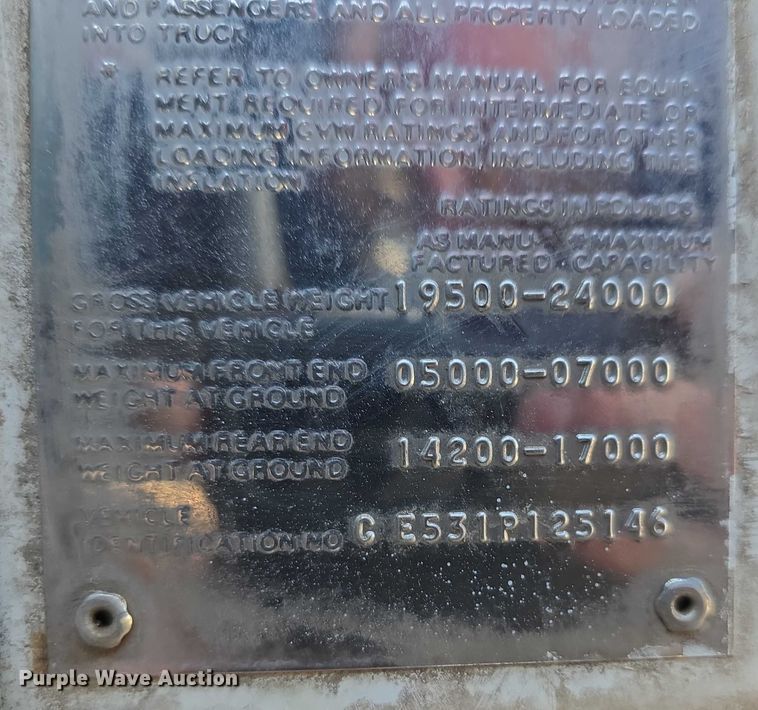 AND PASSENGERS, AND ALL PROPERTY LOADED
INTO TRUCK
* REFER TO OWNER'S MANUAL FOR EQUIP-
MENT REQUIRED FOR INTERMEDIATE OR
MAXIMUM GVW RATINGS, AND FOR OTHER
LOADING INFORMATION, INCLUDING TIRE
INFLATION
RATINGS IN POUNDS
AS MANU- *MAXIMUM
FACTURED-CAPABILITY
GROSS VEHICLE WEIGHT 19500-24000
FOR THIS VEHICLE
MAXIMUM FRONT END 05000-07000
WEIGHT AT GROUND
MAXIMUM REAR END 14200-17000
WEIGHT AT GROUND
VEHICLE
IDENTIFICATION NO C E531P125146
Purple Wave Auction